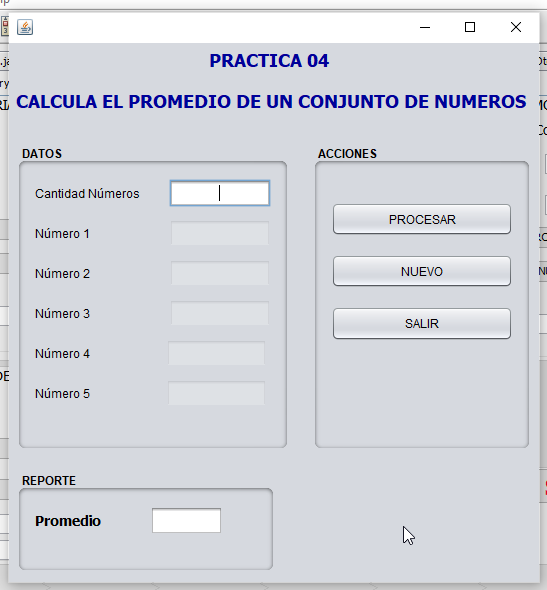 PRACTICA 04
CALCULA EL PROMEDIO DE UN CONJUNTO DE NUMEROS
DATOS
Cantidad Números
Número 1
Número 2
Número 3
Número 4
Número 5
ACCIONES
PROCESAR
NUEVO
SALIR
REPORTE
Promedio